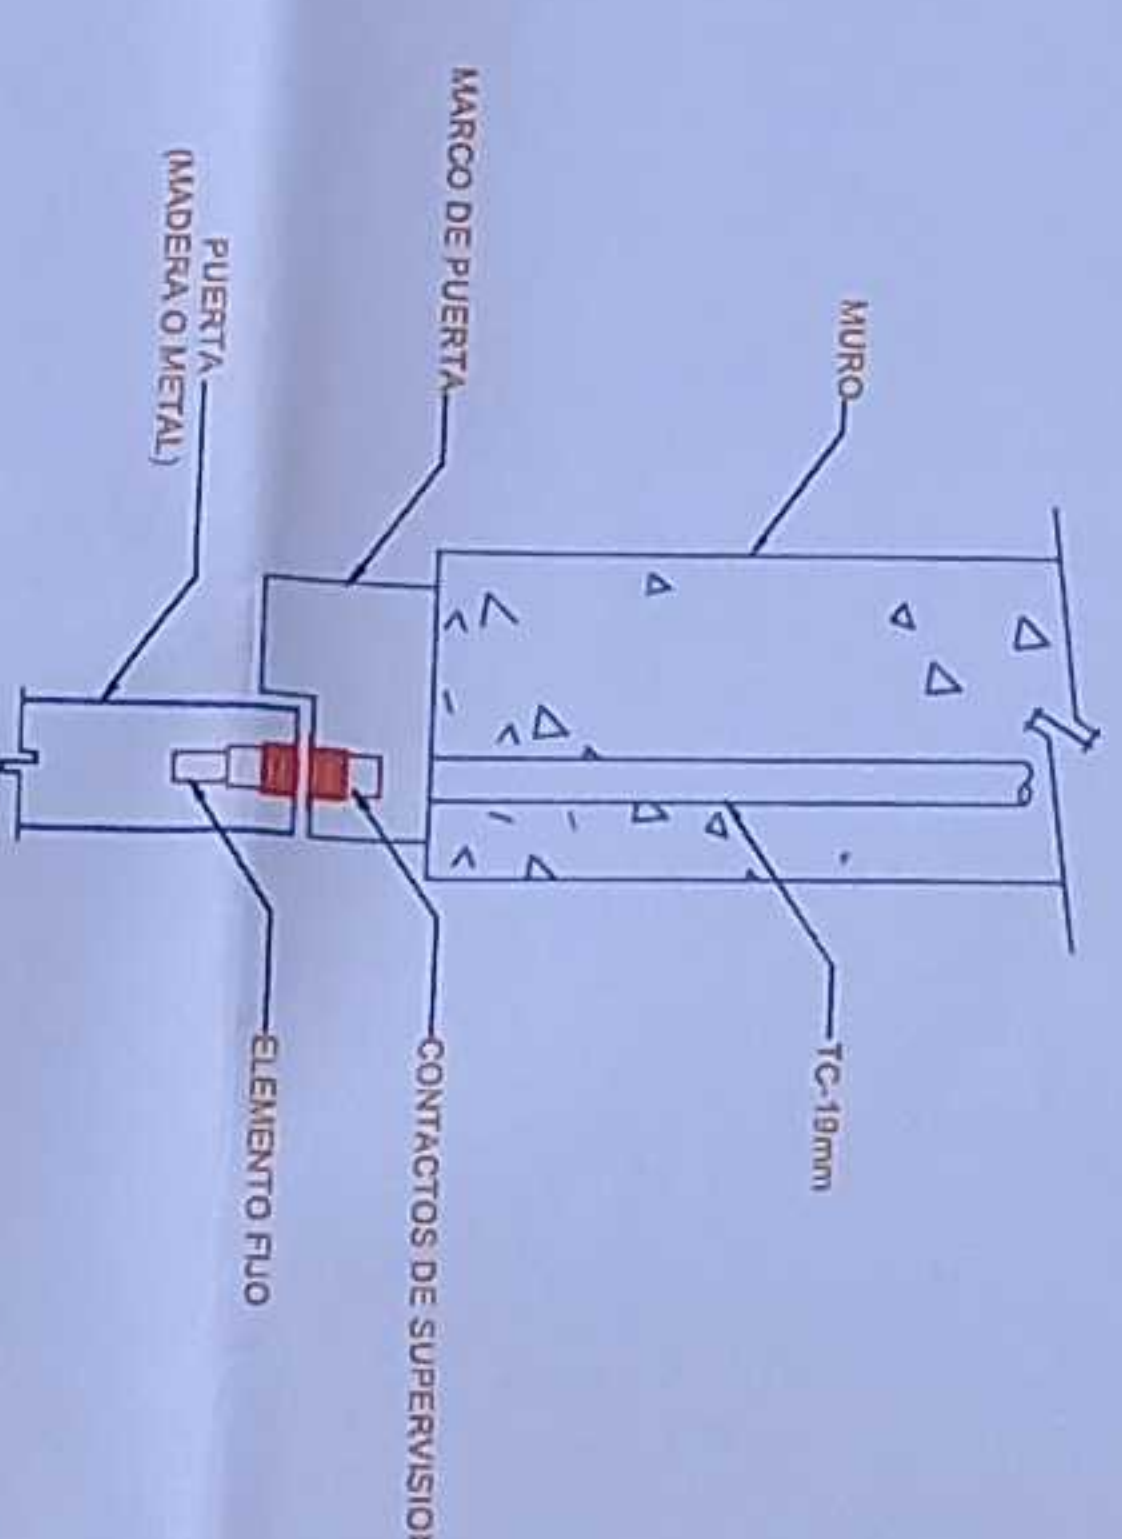 MURO
MARCO DE PUERTA
PUERTA
(MADERA O METAL)
TC-19mm
CONTACTOS DE SUPERVISIO
ELEMENTO FIJO